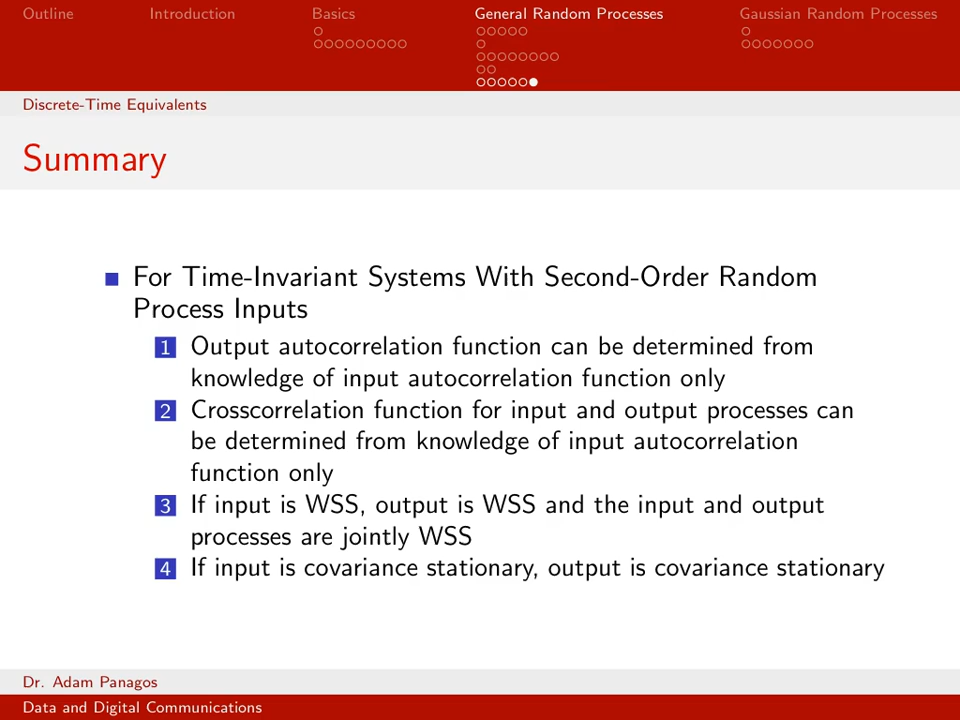 Outline Introduction Basics General Random Processes Gaussian Random Processes
Discrete-Time Equivalents
Summary
For Time-Invariant Systems With Second-Order Random
Process Inputs
1 Output autocorrelation function can be determined from
knowledge of input autocorrelation function only
2 Crosscorrelation function for input and output processes can
be determined from knowledge of input autocorrelation
function only
3 If input is WSS, output is WSS and the input and output
processes are jointly WSS
4 If input is covariance stationary, output is covariance stationary
Dr. Adam Panagos
Data and Digital Communications